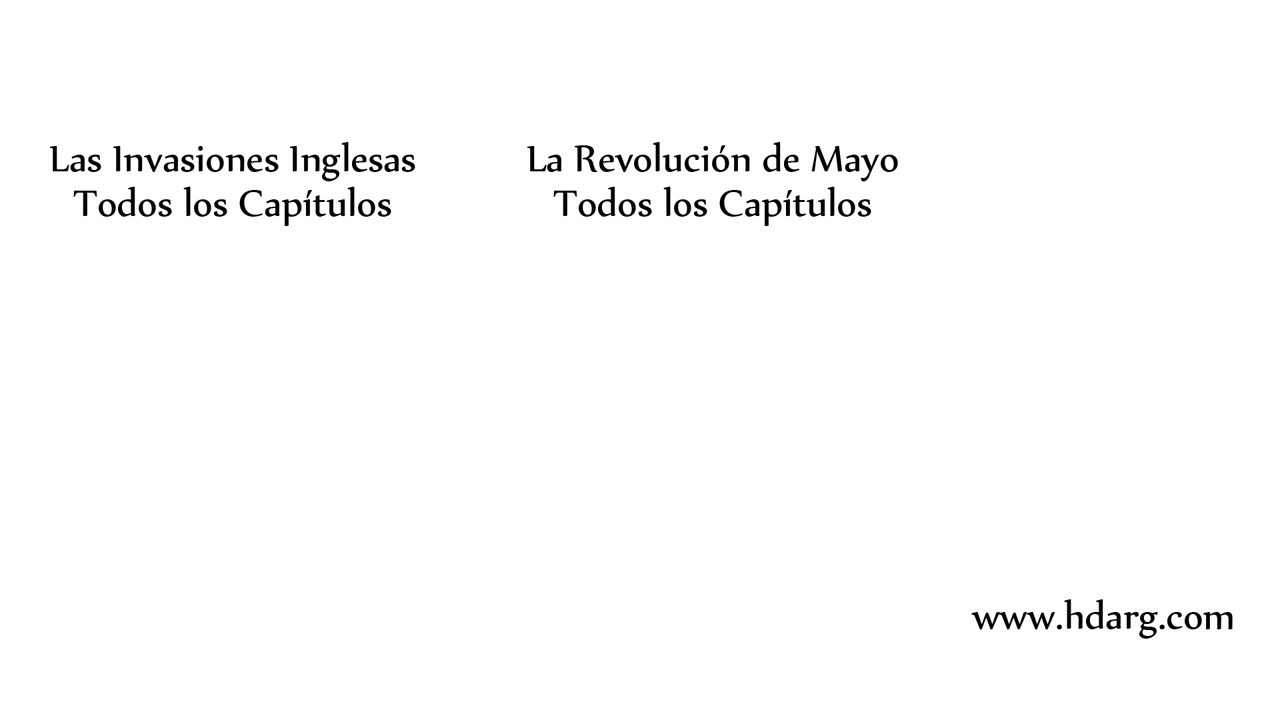 Las Invasiones Inglesas
Todos los Capítulos
La Revolución de Mayo
Todos los Capítulos
www.hdarg.com